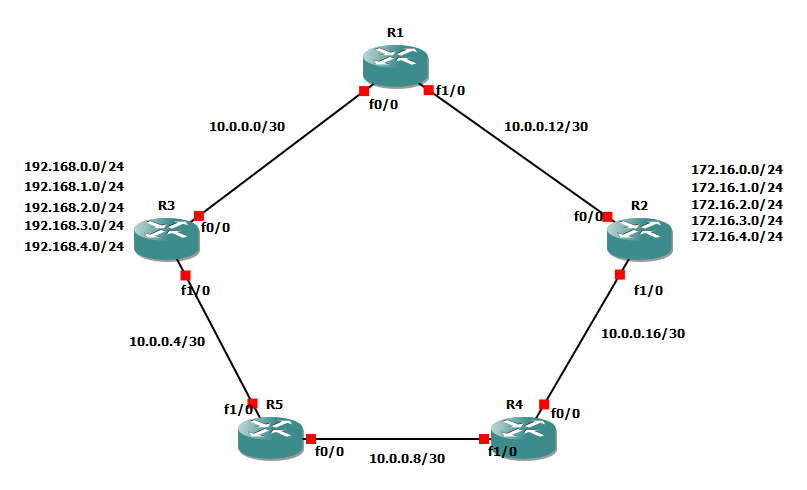 R1
f0/0
f1/0
10.0.0.0/30
10.0.0.12/30
192.168.0.0/24
192.168.1.0/24
192.168.2.0/24
192.168.3.0/24
192.168.4.0/24
R3
f0/0
f1/0
172.16.0.0/24
172.16.1.0/24
172.16.2.0/24
172.16.3.0/24
172.16.4.0/24
R2
f0/0
f1/0
10.0.0.4/30
10.0.0.16/30
R5
f1/0
f0/0
10.0.0.8/30
R4
f0/0
f1/0